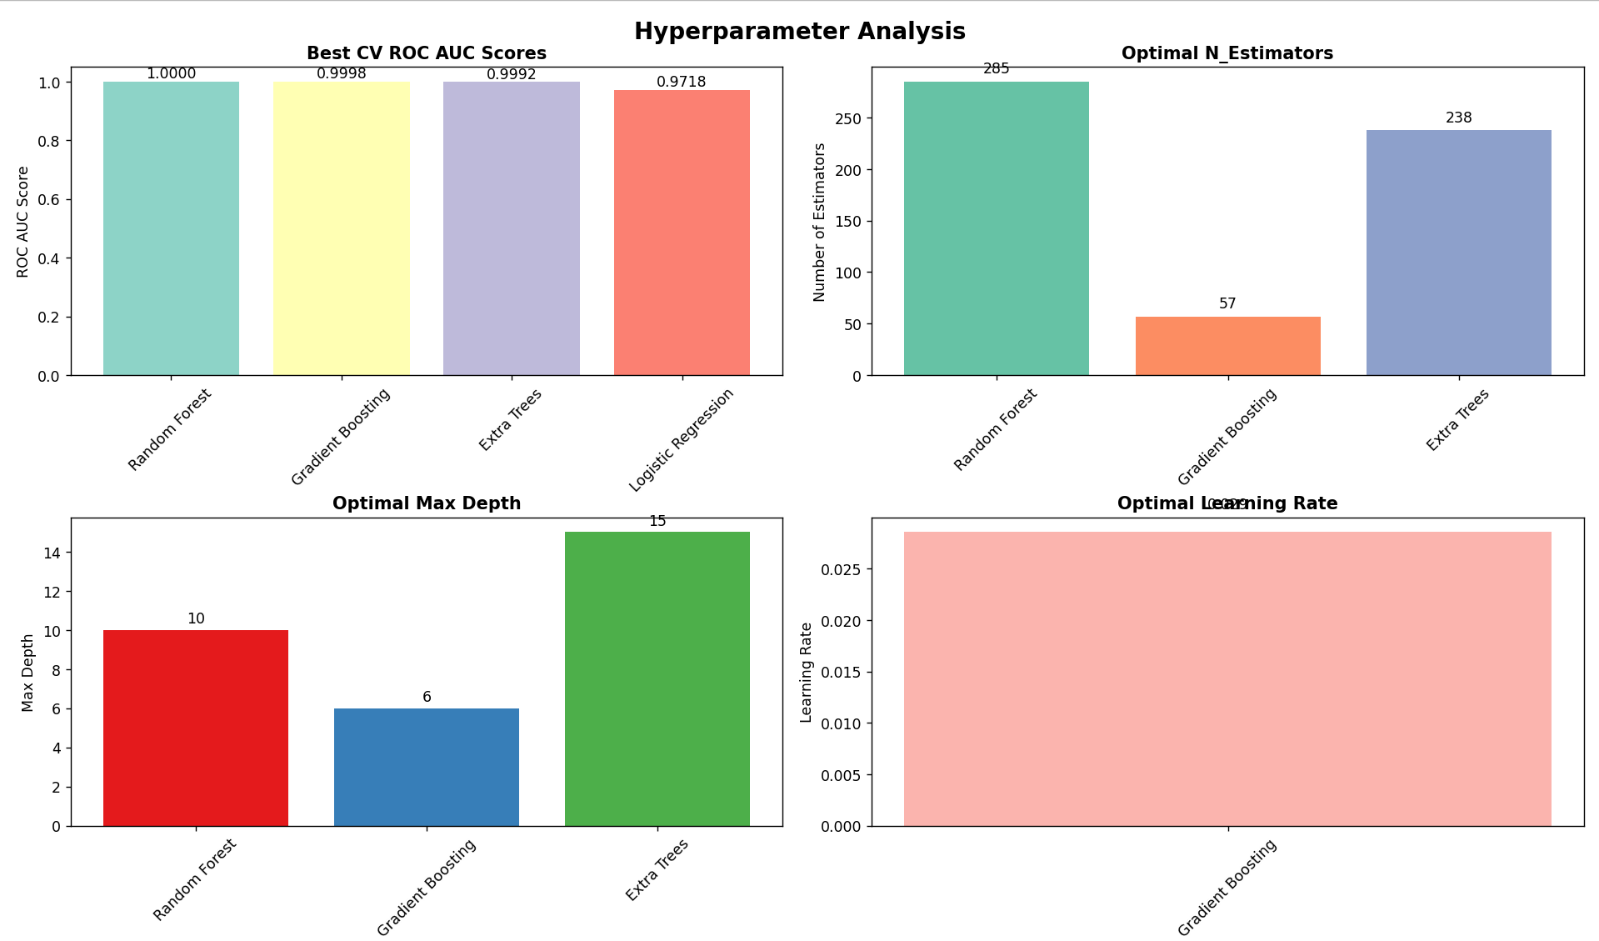 Hyperparameter Analysis
Best CV ROC AUC Scores
1.0000
0.9998
0.9992
0.9718
1.0
0.8
0.6
0.4
0.2
0.0
ROC AUC Score
Random Forest
Gradient Boosting
Extra Trees
Logistic Regression
Optimal N_Estimators
285
57
238
250
200
150
100
50
0
Number of Estimators
Random Forest
Gradient Boosting
Extra Trees
Optimal Max Depth
10
6
15
14
12
10
8
6
4
2
0
Max Depth
Random Forest
Gradient Boosting
Extra Trees
Optimal Learning Rate
0.029
0.025
0.020
0.015
0.010
0.005
0.000
Learning Rate
Gradient Boosting